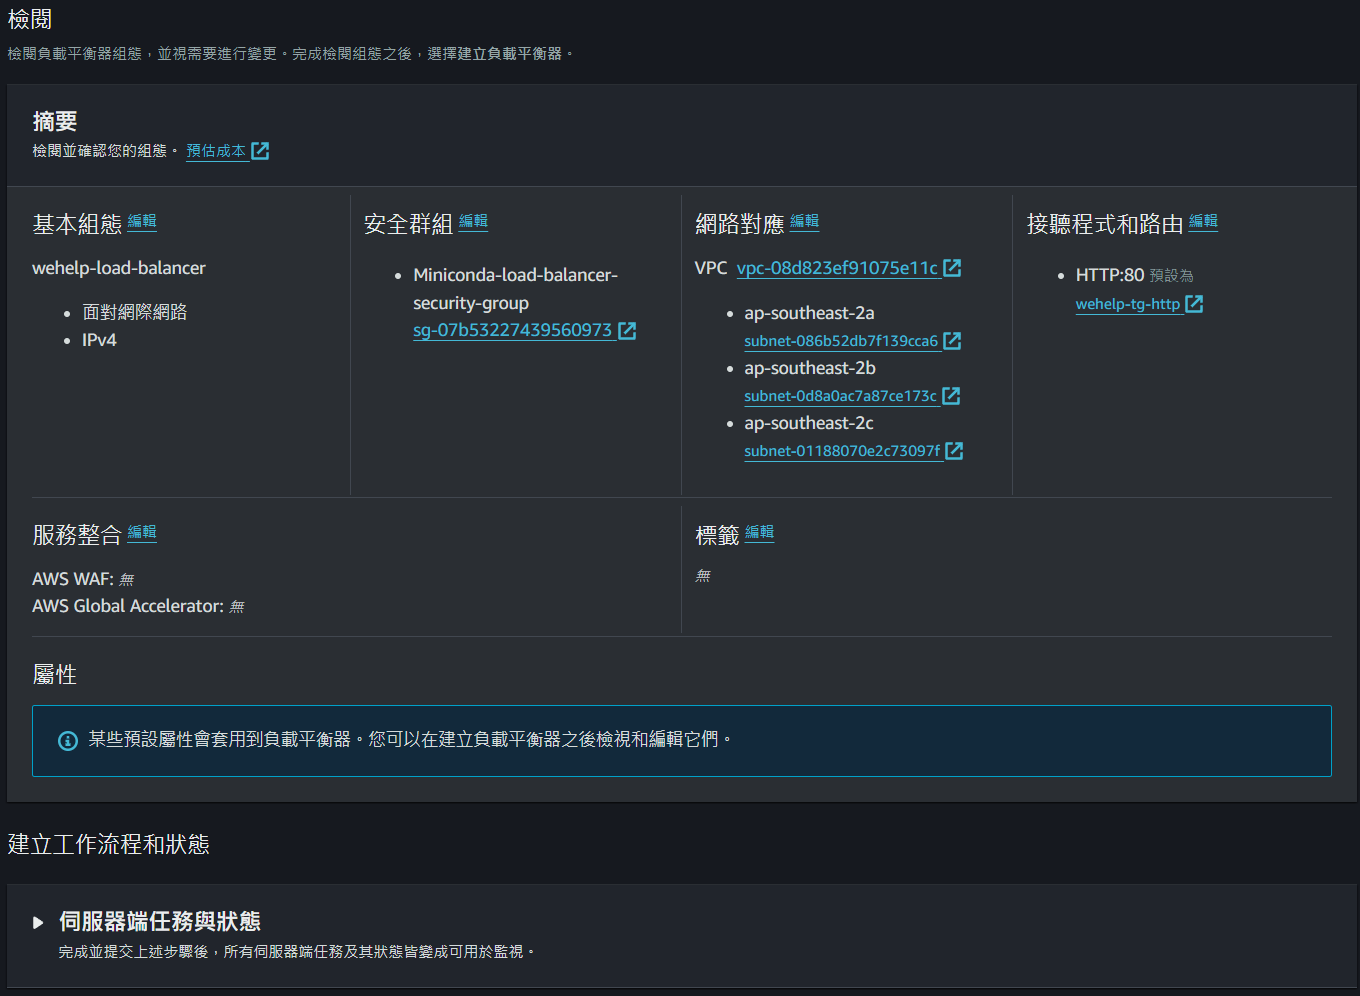 檢閱
檢閱負載平衡器組態，並視需要進行變更。完成檢閱組態之後，選擇建立負載平衡器。
摘要
檢閱並確認您的組態。 預估成本
基本組態 編輯
wehelp-load-balancer
面對網際網路
IPv4
安全群組 編輯
Miniconda-load-balancer-
security-group
sg-07b53227439560973
網路對應 編輯
VPC vpc-08d823ef91075e11c
ap-southeast-2a
subnet-086b52db7f139cca6
ap-southeast-2b
subnet-0d8a0ac7a87ce173c
ap-southeast-2c
subnet-01188070e2c73097f
接聽程式和路由 編輯
HTTP:80 預設為
wehelp-tg-http
服務整合 編輯
AWS WAF: 無
AWS Global Accelerator: 無
標籤 編輯
無
屬性
某些預設屬性會套用到負載平衡器。您可以在建立負載平衡器之後檢視和編輯它們。
建立工作流程和狀態
伺服器端任務與狀態
完成並提交上述步驟後，所有伺服器端任務及其狀態皆變成可用於監視。